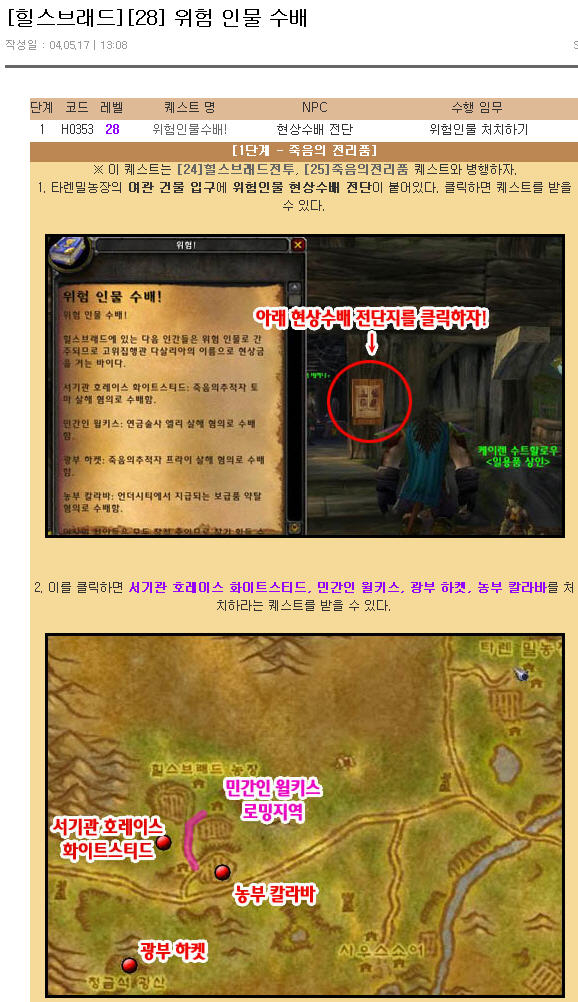 [힐스브래드][28] 위험 인물 수배
작성일 : 04.05.17 | 13:08
단계 코드 레벨 퀘스트 명 NPC 수행 임무
1 H0353 28 위험인물수배! 현상수배 전단 위험인물 처치하기
[1단계 - 죽음의 전리품]
※ 이 퀘스트는 [24]힐스브래드전투, [25]죽음의전리품 퀘스트와 병행하자.
1. 타렌밀농장의 여관 건물 입구에 위험인물 현상수배 전단이 붙어있다. 클릭하면 퀘스트를 받을
수 있다.
위험!
위험 인물 수배!
위험 인물 수배!
힐스브래드에 있는 다음 인간들은 위험 인물로 간
주되므로 고위집행관 다살리아의 이름으로 현상금
을 거는 바이다.
서기관 호레이스 화이트스티드: 죽음의추적자 토
마 살해 혐의로 수배함.
민간인 윌키스: 연금술사 엘리 살해 혐의로 수배
함.
광부 하켓: 죽음의추적자 프라이 살해 혐의로 수배
함.
농부 칼라바: 언더시티에서 지급되는 보급품 약탈
혐의로 수배함.
아래 현상수배 전단지를 클릭하자!
↓
케이렌 수트할로우
<일용품 상인>
2. 이를 클릭하면 서기관 호레이스 화이트스티드, 민간인 윌키스, 광부 하켓, 농부 칼라바를 처
치하라는 퀘스트를 받을 수 있다.
타렌 밀농
힐스브래드 농장
민간인 윌키스
로밍지역
서기관 호레이스
화이트스티드
농부 칼라바
광부 하켓
사우스쇼어
청금석 광산